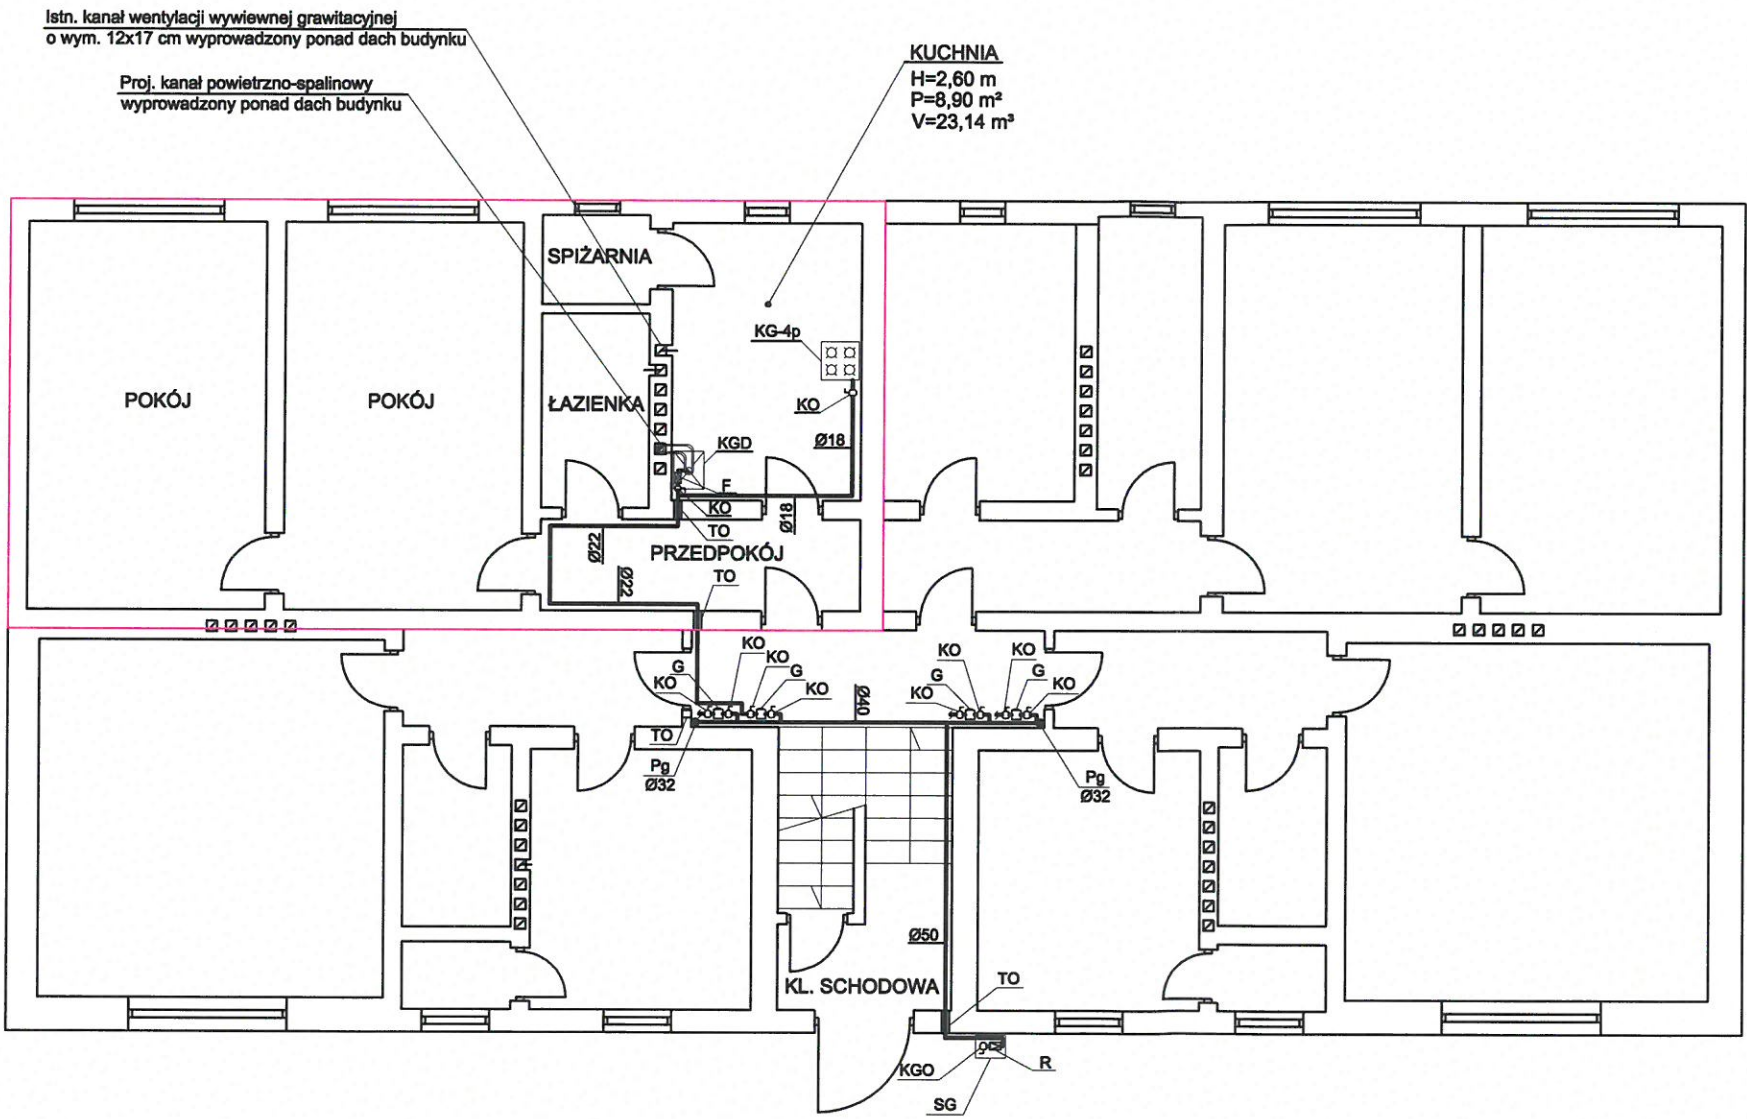 Istn. kanał wentylacji wywiewnej grawitacyjnej
o wym. 12x17 cm wyprowadzony ponad dach budynku
KUCHNIA
H=2,60 m
P=8,90 m²
V=23,14 m³
Proj. kanał powietrzno-spalinowy
wyprowadzony ponad dach budynku
SPIŻARNIA
KG-4p
POKÓJ
POKÓJ
ŁAZIENKA
KO
KGD
Ø18
F
KO
Ø18
TO
Ø22
PRZEDPOKÓJ
Ø22
TO
KO
KO
G
G
KO
KO
KO
KO
G
G
KO
KO
Ø40
TO
Pg
Ø32
Pg
Ø32
Ø50
KL. SCHODOWA
TO
KGO
R
SG